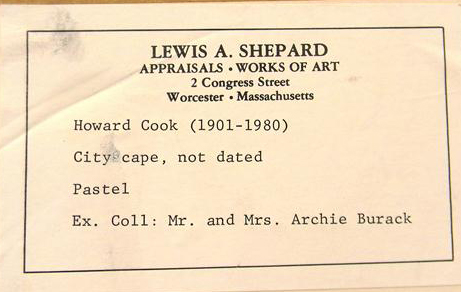 LEWIS A. SHEPARD
APPRAISALS • WORKS OF ART
2 Congress Street
Worcester • Massachusetts
Howard Cook (1901-1980)
Cityscape, not dated
Pastel
Ex. Coll: Mr. and Mrs. Archie Burack